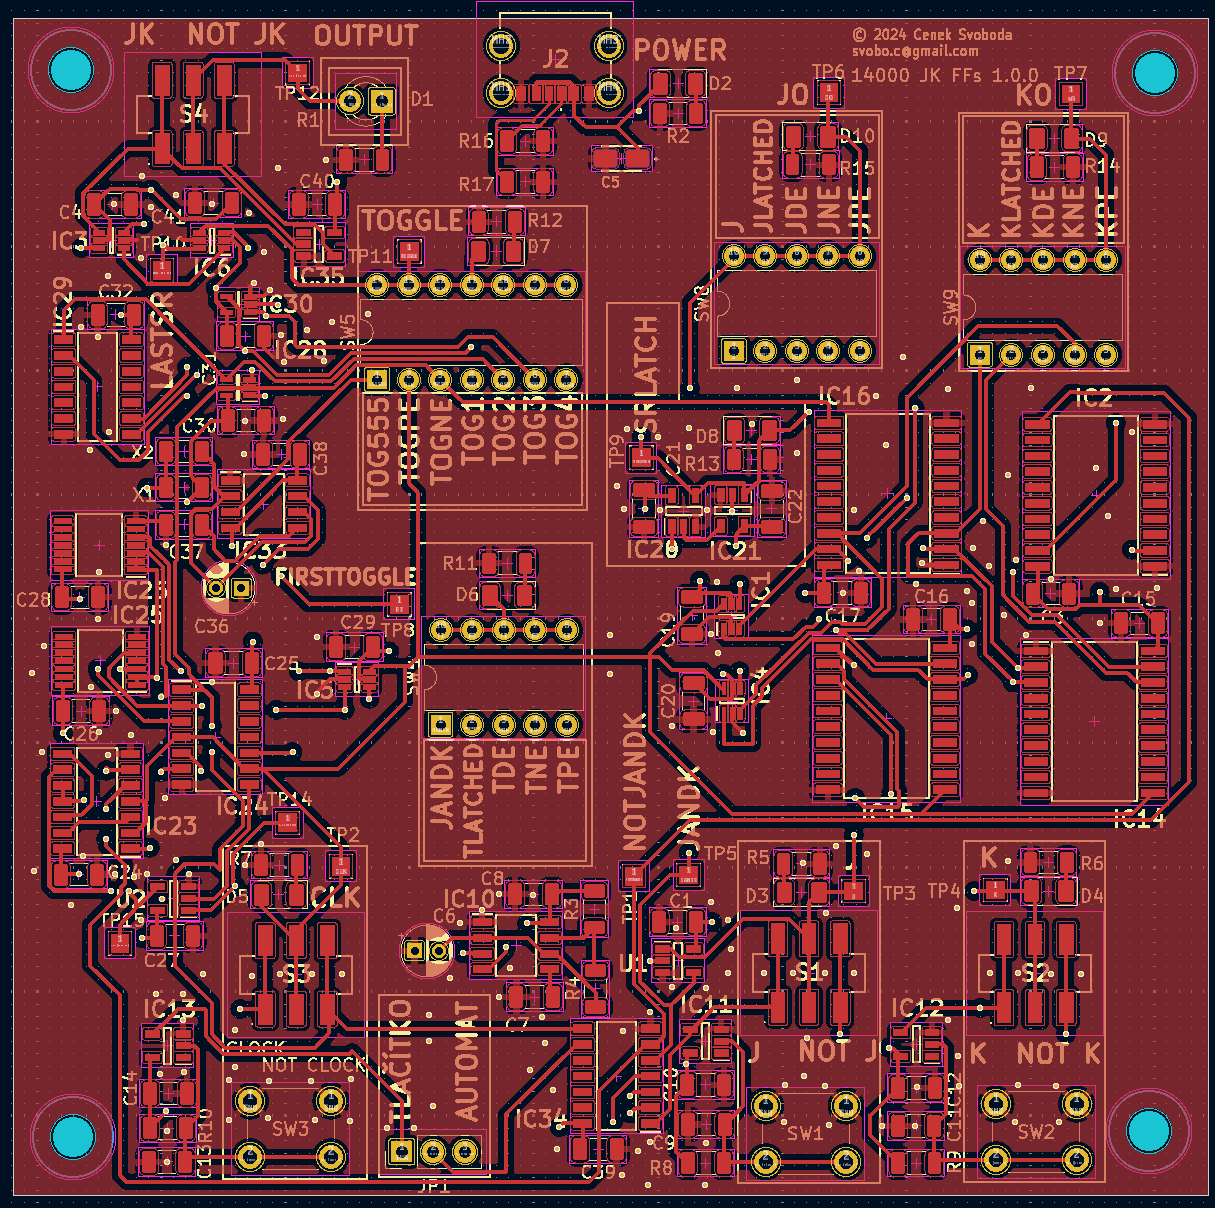 JK NOT JK OUTPUT
J2
POWER
© 2024 Cenek Svoboda
svobo.c@gmail.com
14000 JK FFs 1.0.0
S4
TP12
R1
D1
D2
R2
R16
R17
C5
TP6
JO
TP7
KO
D10
R15
D9
R14
J
JLATCHED
JDE
JNE
JPE
K
KLATCHED
KDE
KNE
KPE
C4
C41
C40
IC3
TP10
IC6
IC35
TOGGLE
R12
D7
TP11
IC29
C32
LASTSR
IC30
IC28
SW5
SW8
SW9
C31
C30
X2
X1
C38
C37
IC33
TOG555
TOGPE
TOGNE
TOG1
TOG2
TOG3
TOG4
SR LATCH
TP9
D8
R13
C21
C22
IC20
IC21
IC16
IC2
C28
IC26
IC25
C36
FIRSTTOGGLE
TP8
R11
D6
IC1
C19
C17
C16
C3
C15
C29
IC5
C25
C26
IC4
C20
JANDK
TLATCHED
TDE
TNE
TPE
NOTJANDK
JANDK
IC24
TP14
IC23
IC15
IC14
C24
R7
D5
TP2
CLK
U2
C27
IC10
C8
C6
R3
R4
C7
TP5
C1
U1
R5
D3
J
TP3
TP4
K
R6
D4
S3
S1
S2
IC13
CLOCK
NOT CLOCK
TLAČÍTKO
AUTOMAT
IC11
J NOT J
IC12
K NOT K
C14
R10
C13
SW3
IC34
C39
JP1
C10
C9
R8
SW1
C12
C11
R9
SW2